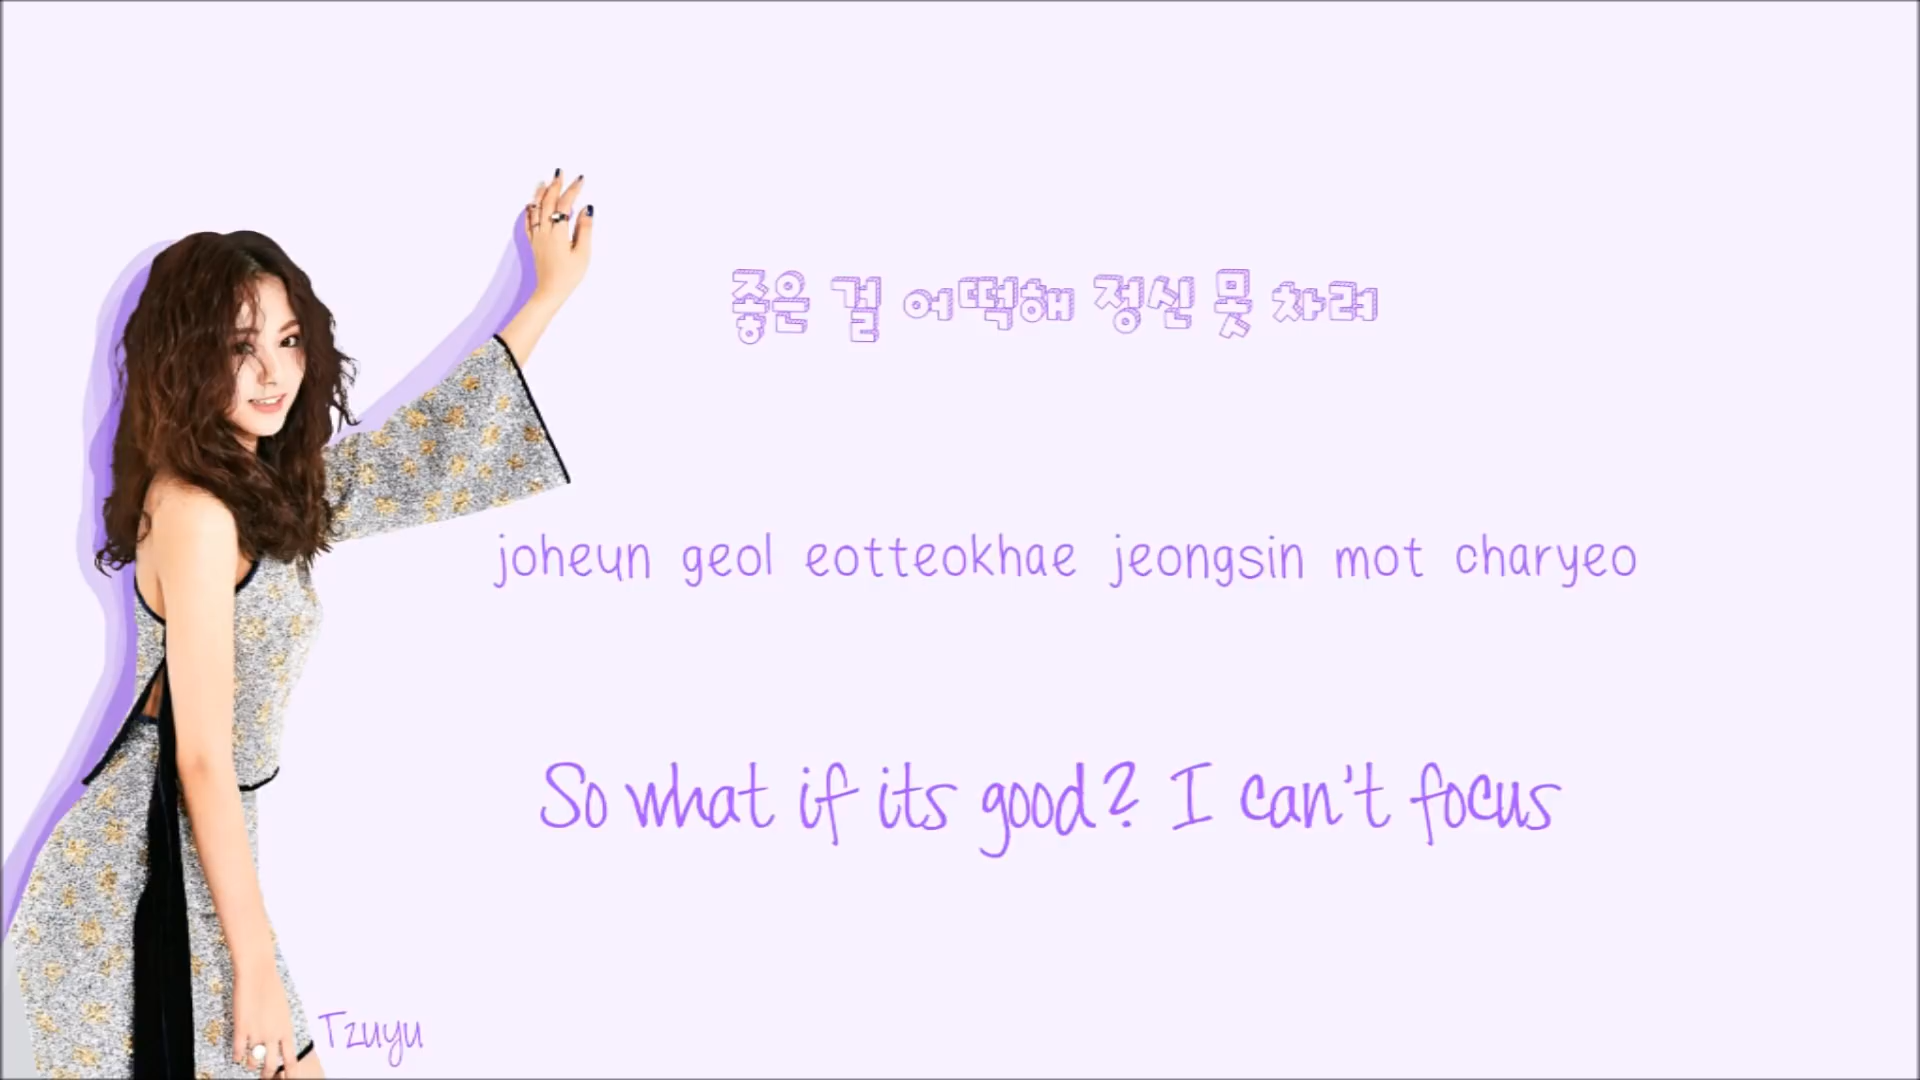 좋은 걸 어떡해 정신 못 차려
joheun geol eotteokhae jeongsin mot charyeo
So what if its good? I can't focus
Tzuyu